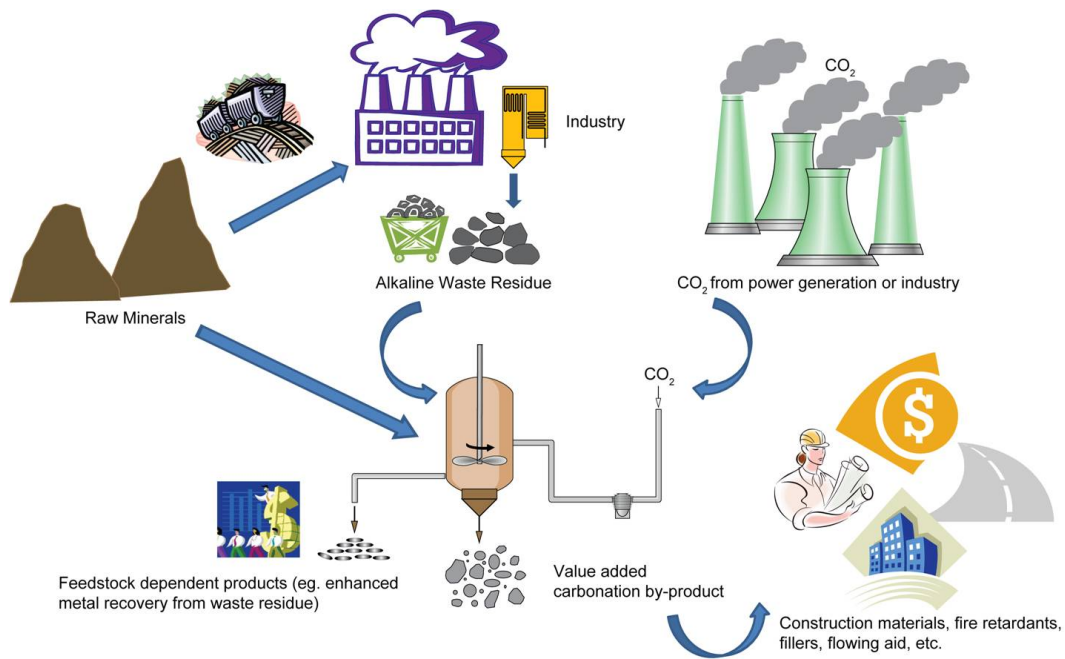 CO₂
Industry
Alkaline Waste Residue
CO₂ from power generation or industry
Raw Minerals
CO₂
$
Feedstock dependent products (eg. enhanced
metal recovery from waste residue)
Value added
carbonation by-product
Construction materials, fire retardants,
fillers, flowing aid, etc.